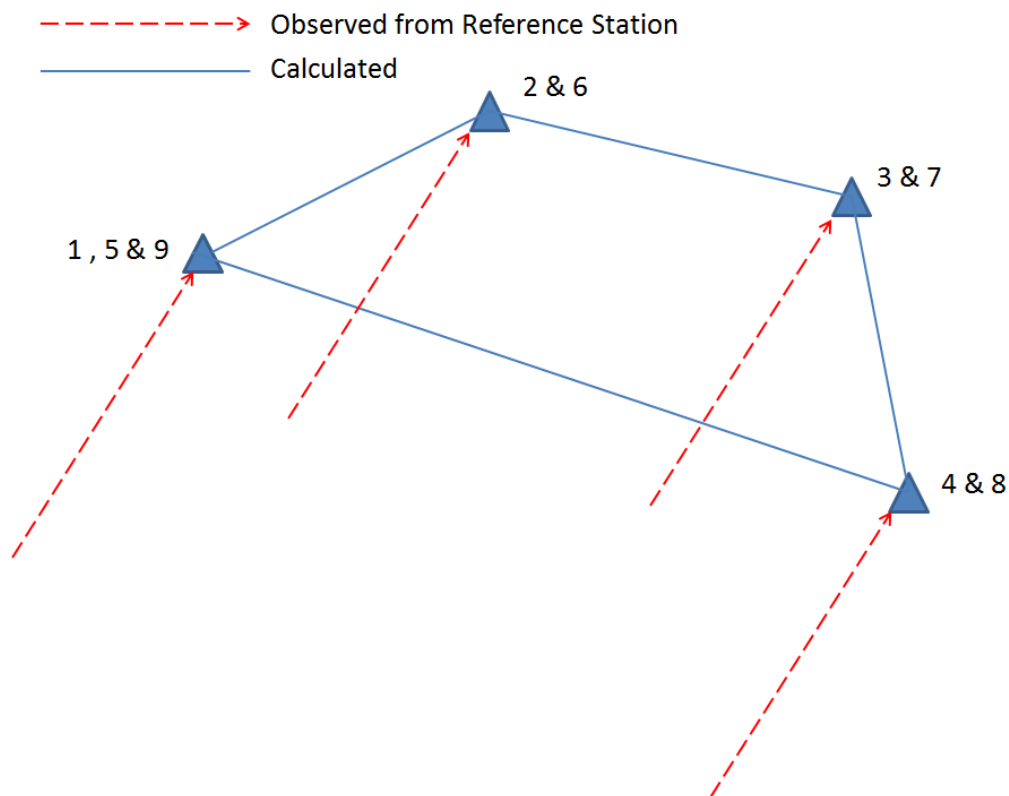 Observed from Reference Station
Calculated
2 & 6
3 & 7
1 , 5 & 9
4 & 8